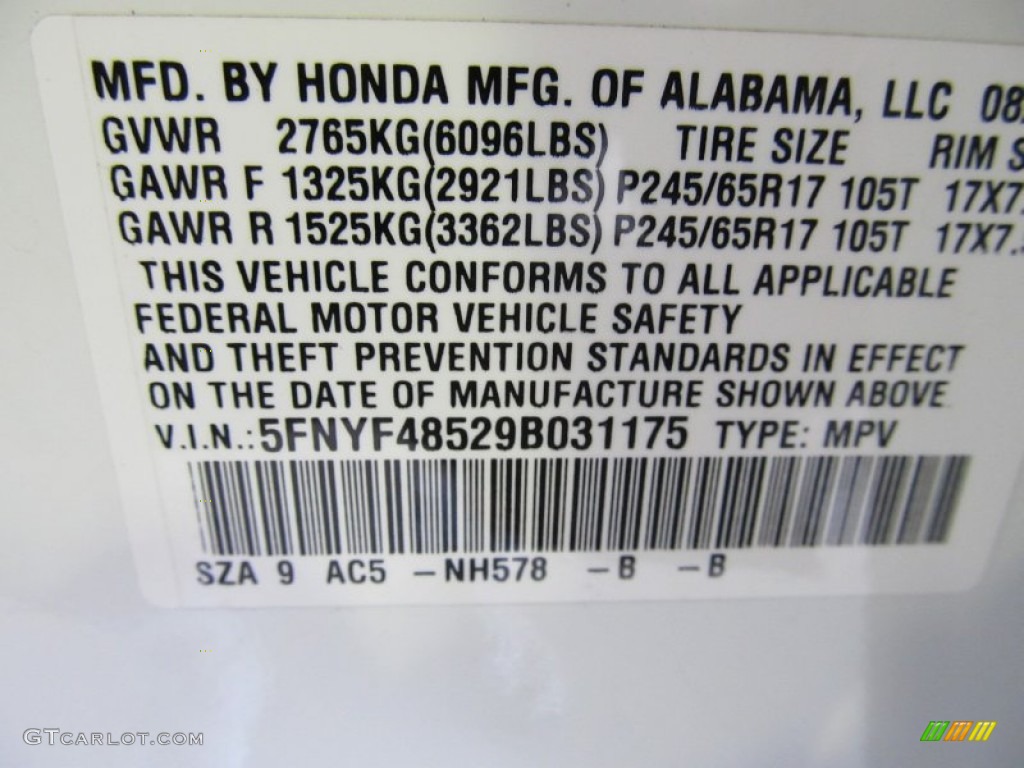 MFD. BY HONDA MFG. OF ALABAMA, LLC 08
GVWR 2765KG(6096LBS) TIRE SIZE RIM S
GAWR F 1325KG(2921LBS) P245/65R17 105T 17X7.
GAWR R 1525KG(3362LBS) P245/65R17 105T 17X7.
THIS VEHICLE CONFORMS TO ALL APPLICABLE
FEDERAL MOTOR VEHICLE SAFETY
AND THEFT PREVENTION STANDARDS IN EFFECT
ON THE DATE OF MANUFACTURE SHOWN ABOVE
V.I.N.: 5FNYF48529B031175 TYPE: MPV
SZA 9 AC5 -NH578 -B -B
GTCARLOT.COM